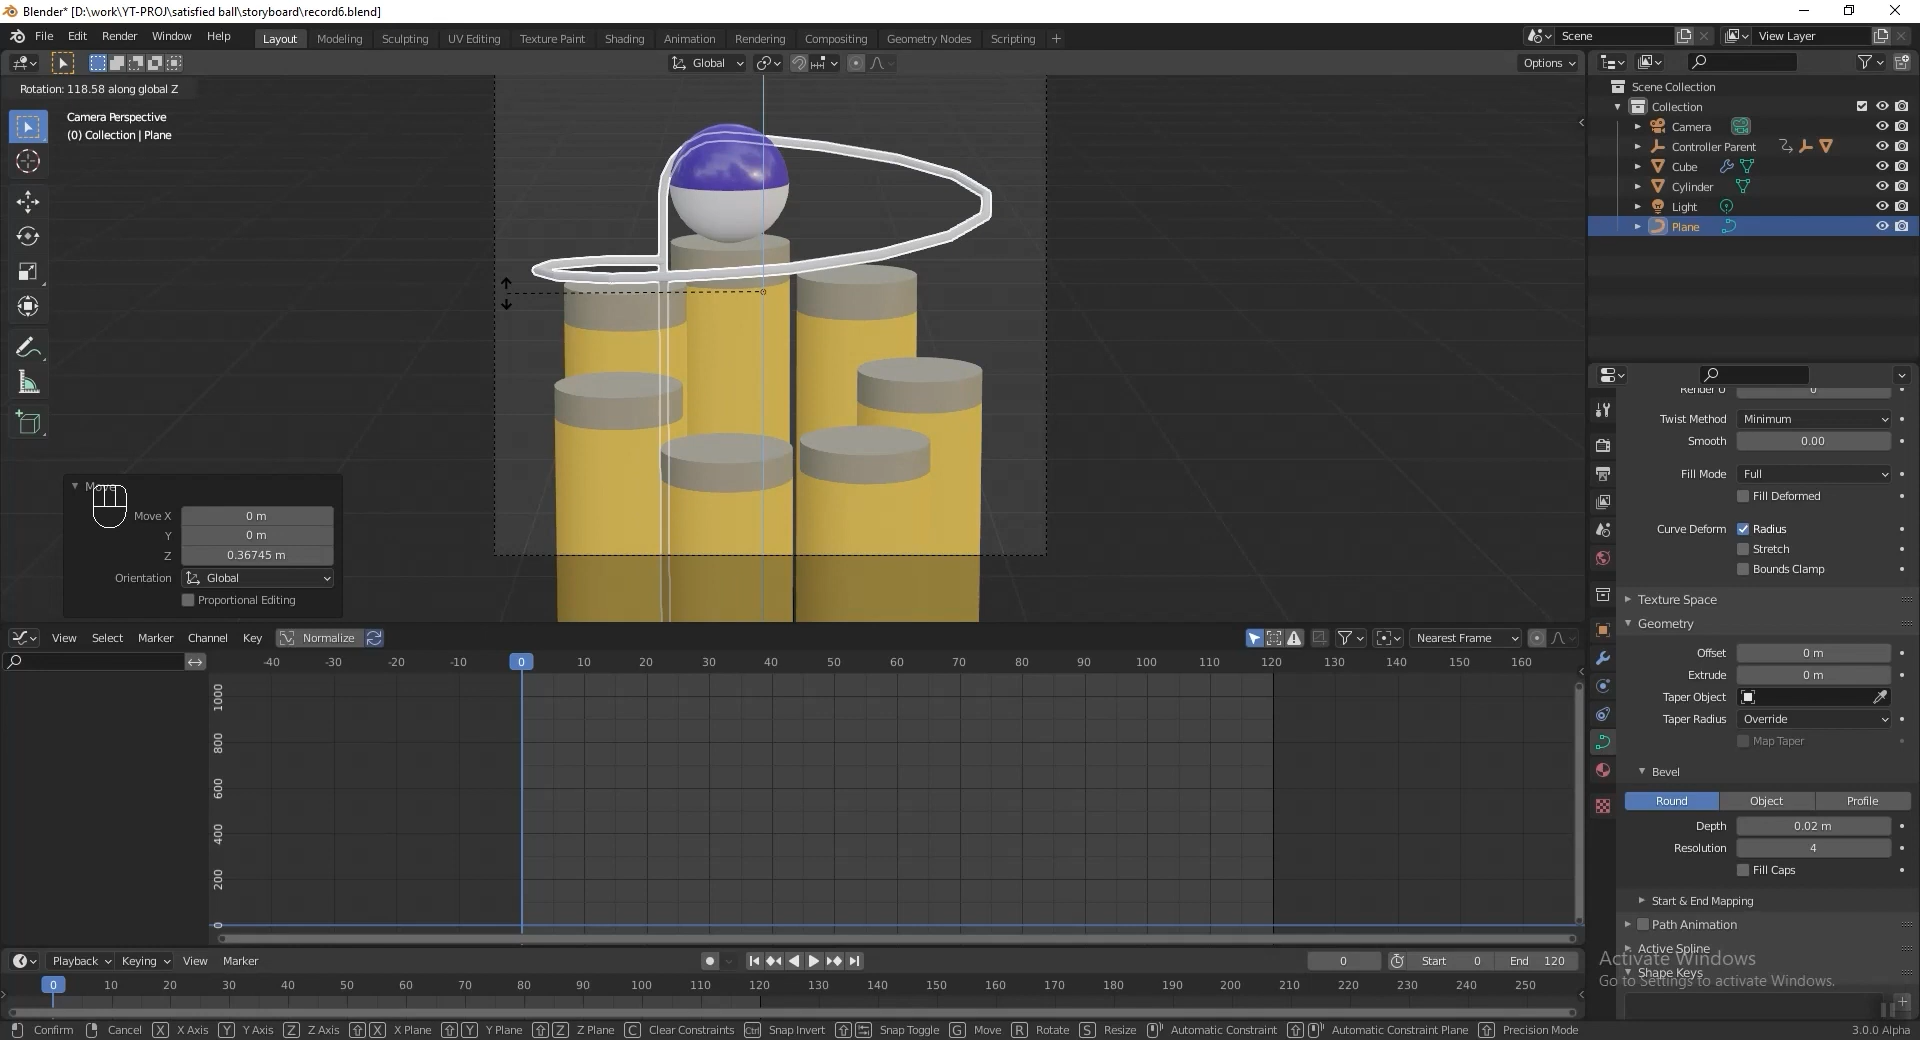 Blender* [D:\work\YT-PROJ\satisfied ball\storyboard\record6.blend]
File Edit Render Window Help Layout Modeling Sculpting UV Editing Texture Paint Shading Animation Rendering Compositing Geometry Nodes Scripting Scene View Layer
Global Options
Rotation: 118.58 along global Z
Camera Perspective
(0) Collection | Plane
Scene Collection
Collection
Camera
Controller Parent
Cube
Cylinder
Light
Plane
Move
Move X 0 m
Y 0 m
Z 0.36745 m
Orientation Global
Proportional Editing
Render U 0
Twist Method Minimum
Smooth 0.00
Fill Mode Full
Fill Deformed
Curve Deform Radius
Stretch
Bounds Clamp
Texture Space
Geometry
Offset 0 m
Extrude 0 m
Taper Object
Taper Radius Override
Map Taper
Bevel
Round Object Profile
Depth 0.02 m
Resolution 4
Fill Caps
Start & End Mapping
Path Animation
Active Spline
Shape Keys
Activate Windows
Go to Settings to activate Windows.
View Select Marker Channel Key Normalize Nearest Frame
-40 -30 -20 -10 0 10 20 30 40 50 60 70 80 90 100 110 120 130 140 150 160
1000
800
600
400
200
0
Playback Keying View Marker 0 Start 0 End 120
0 10 20 30 40 50 60 70 80 90 100 110 120 130 140 150 160 170 180 190 200 210 220 230 240 250
Confirm Cancel X X Axis Y Y Axis Z Z Axis X X Plane Y Y Plane Z Z Plane C Clear Constraints Ctrl Snap Invert Snap Toggle G Move R Rotate S Resize Automatic Constraint Automatic Constraint Plane Precision Mode 3.0.0 Alpha